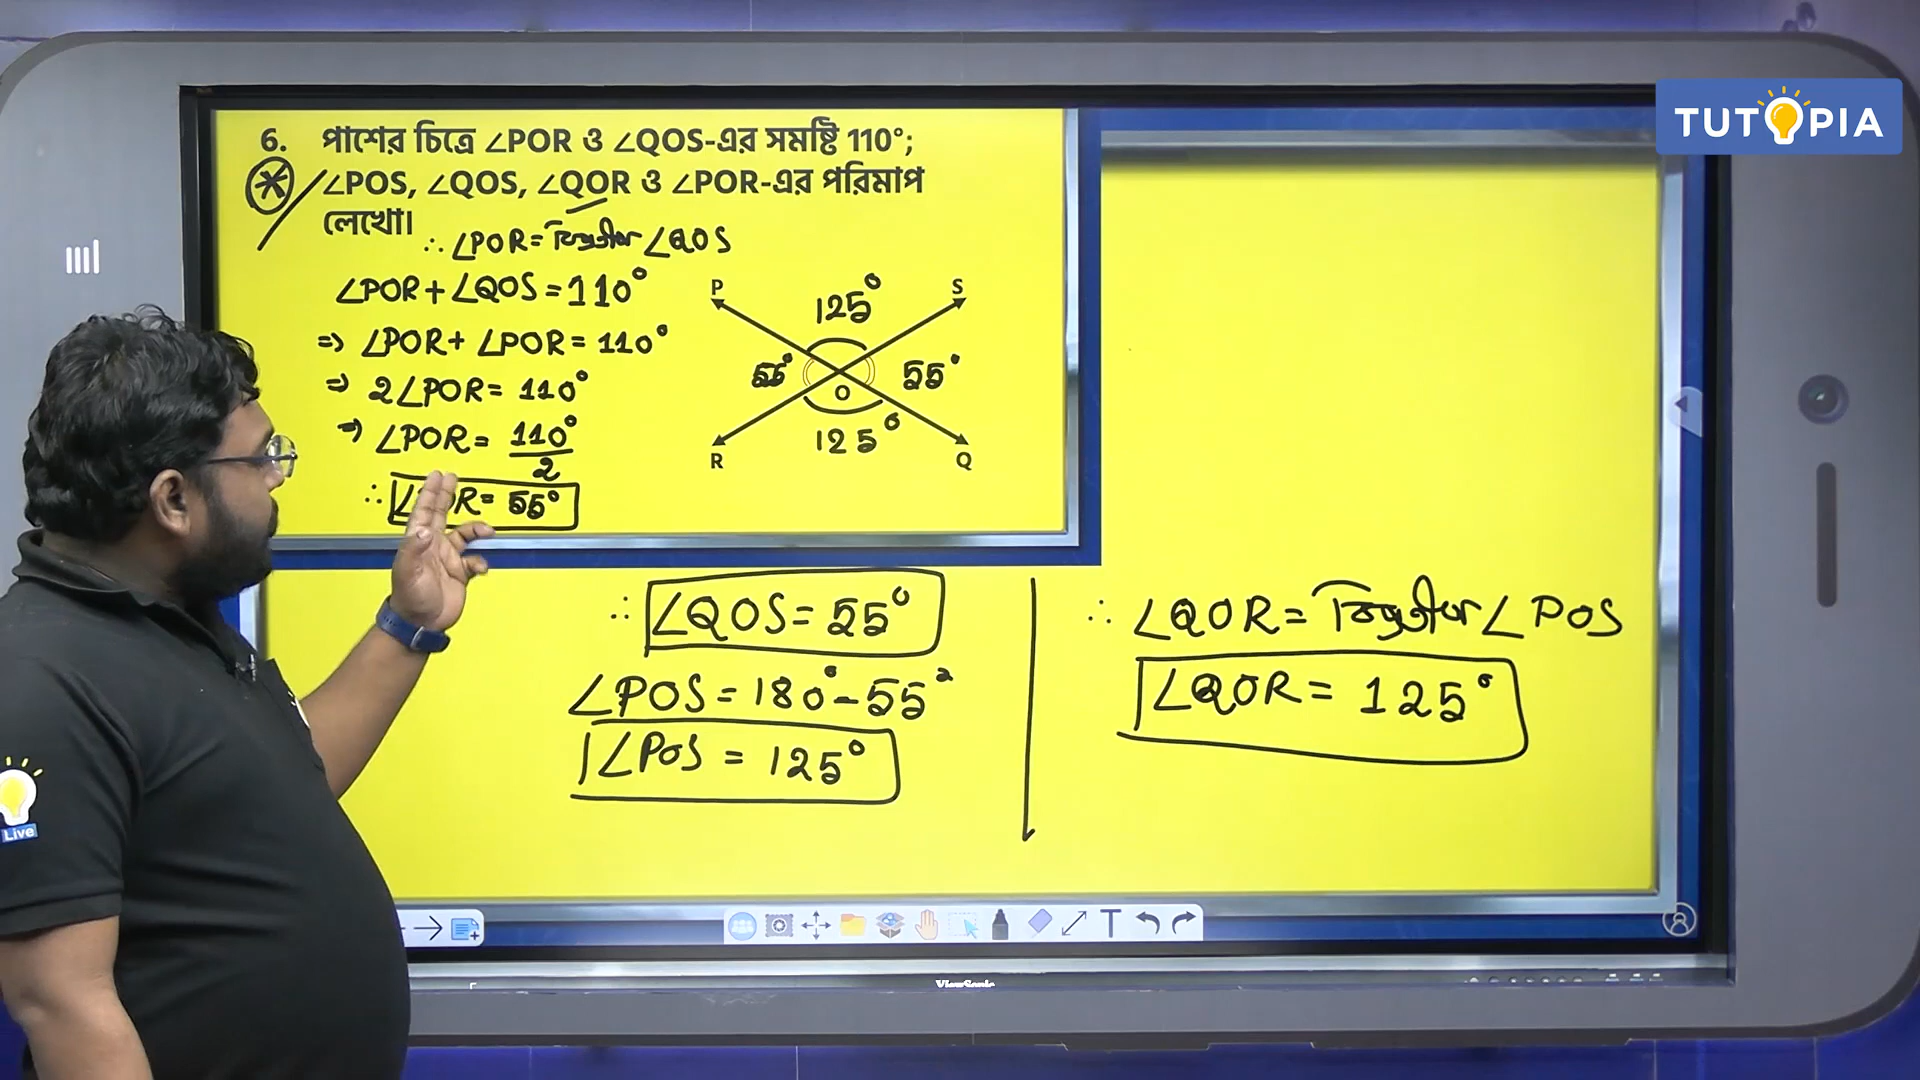 TUTOPIA
6. পাশের চিত্রে ∠POR ও ∠QOS-এর সমষ্টি 110°;
∠POS, ∠QOS, ∠QOR ও ∠POR-এর পরিমাপ
লেখো।
∴ ∠POR = বিপ্রতীপ ∠QOS
∠POR + ∠QOS = 110°
⇒ ∠POR + ∠POR = 110°
⇒ 2∠POR = 110°
⇒ ∠POR = 110°/2
∴ ∠POR = 55°
P
S
125°
55°
55°
O
125°
R
Q
∴ ∠QOS = 55°
∠POS = 180° - 55°
∠POS = 125°
∴ ∠QOR = বিপ্রতীপ ∠POS
∠QOR = 125°
Live
T
ViewSonic